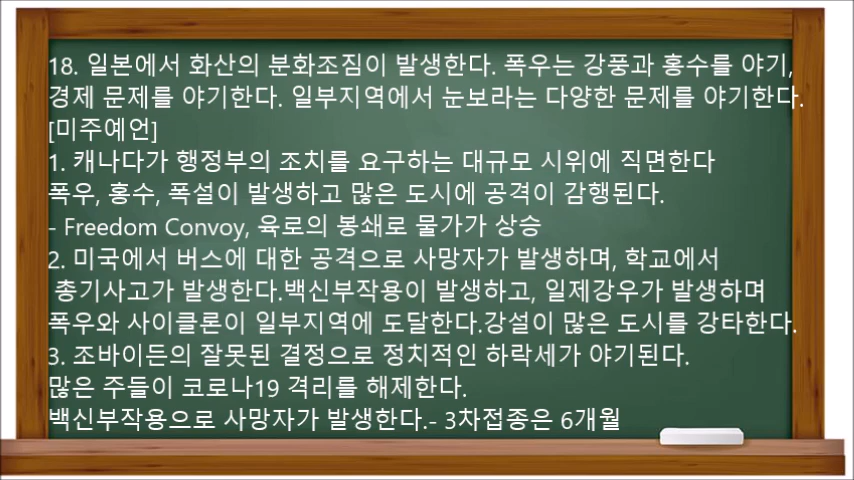 18. 일본에서 화산의 분화조짐이 발생한다. 폭우는 강풍과 홍수를 야기,
경제 문제를 야기한다. 일부지역에서 눈보라는 다양한 문제를 야기한다.
[미주예언]
1. 캐나다가 행정부의 조치를 요구하는 대규모 시위에 직면한다
폭우, 홍수, 폭설이 발생하고 많은 도시에 공격이 감행된다.
- Freedom Convoy, 육로의 봉쇄로 물가가 상승
2. 미국에서 버스에 대한 공격으로 사망자가 발생하며, 학교에서
총기사고가 발생한다.백신부작용이 발생하고, 일제강우가 발생하며
폭우와 사이클론이 일부지역에 도달한다.강설이 많은 도시를 강타한다.
3. 조바이든의 잘못된 결정으로 정치적인 하락세가 야기된다.
많은 주들이 코로나19 격리를 해제한다.
백신부작용으로 사망자가 발생한다.- 3차접종은 6개월